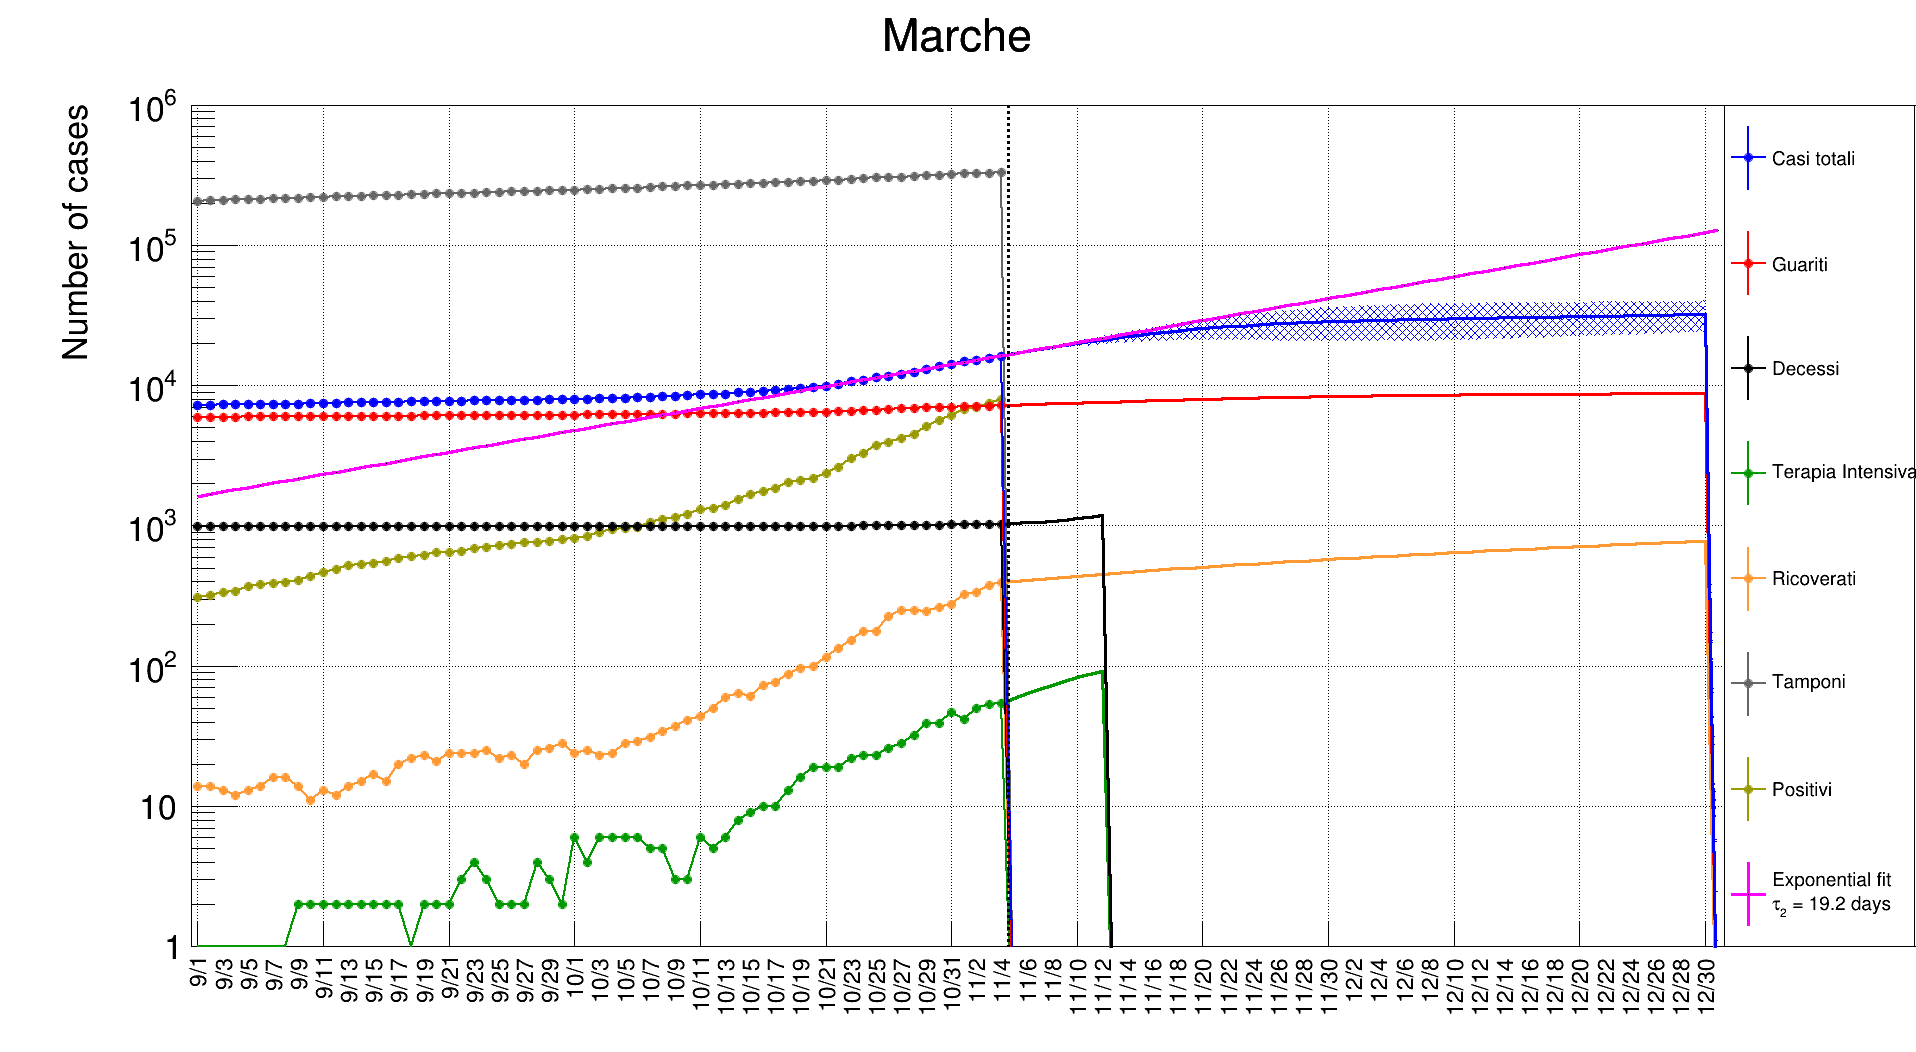 Marche
Number of cases
10^6
10^5
10^4
10^3
10^2
10
1
9/1 9/3 9/5 9/7 9/9 9/11 9/13 9/15 9/17 9/19 9/21 9/23 9/25 9/27 9/29 10/1 10/3 10/5 10/7 10/9 10/11 10/13 10/15 10/17 10/19 10/21 10/23 10/25 10/27 10/29 10/31 11/2 11/4 11/6 11/8 11/10 11/12 11/14 11/16 11/18 11/20 11/22 11/24 11/26 11/28 11/30 12/2 12/4 12/6 12/8 12/10 12/12 12/14 12/16 12/18 12/20 12/22 12/24 12/26 12/28 12/30
Casi totali
Guariti
Decessi
Terapia Intensiva
Ricoverati
Tamponi
Positivi
Exponential fit
τ₂ = 19.2 days